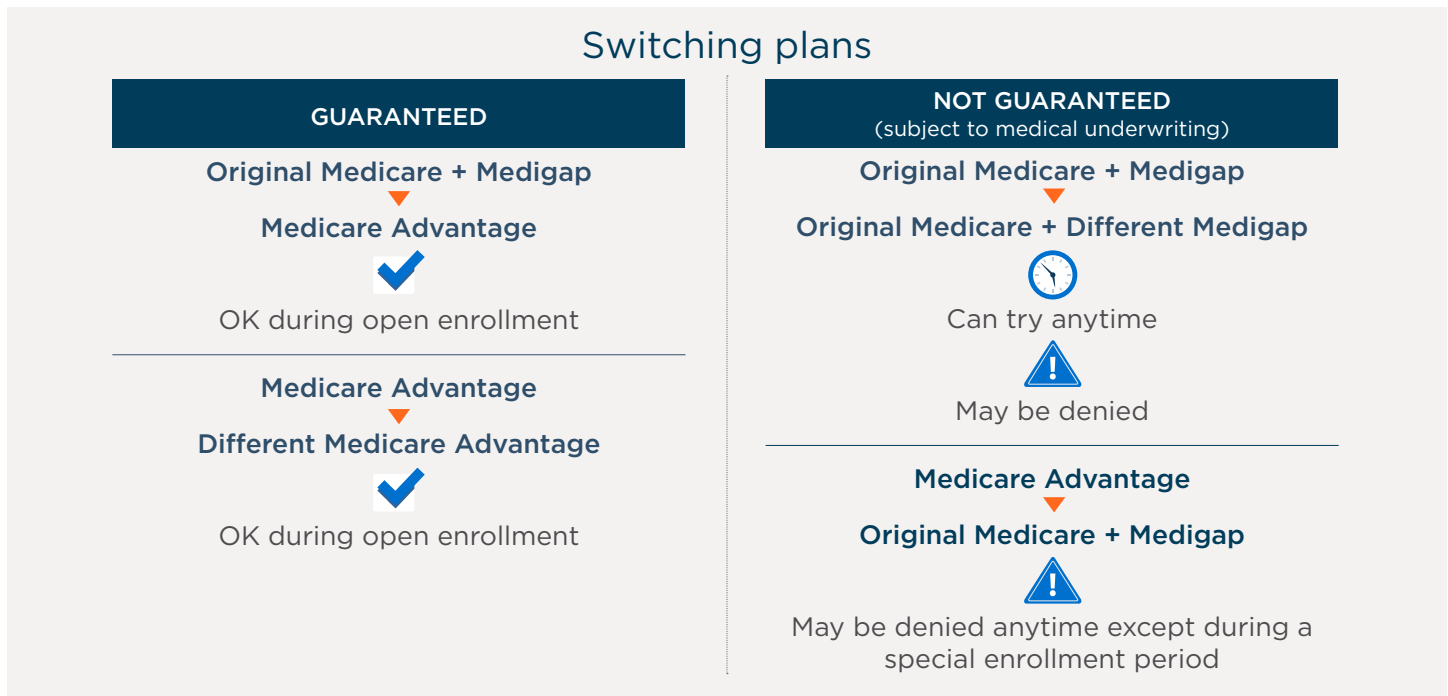 Switching plans
GUARANTEED
Original Medicare + Medigap
Medicare Advantage
OK during open enrollment
Medicare Advantage
Different Medicare Advantage
OK during open enrollment
NOT GUARANTEED
(subject to medical underwriting)
Original Medicare + Medigap
Original Medicare + Different Medigap
Can try anytime
May be denied
Medicare Advantage
Original Medicare + Medigap
May be denied anytime except during a
special enrollment period